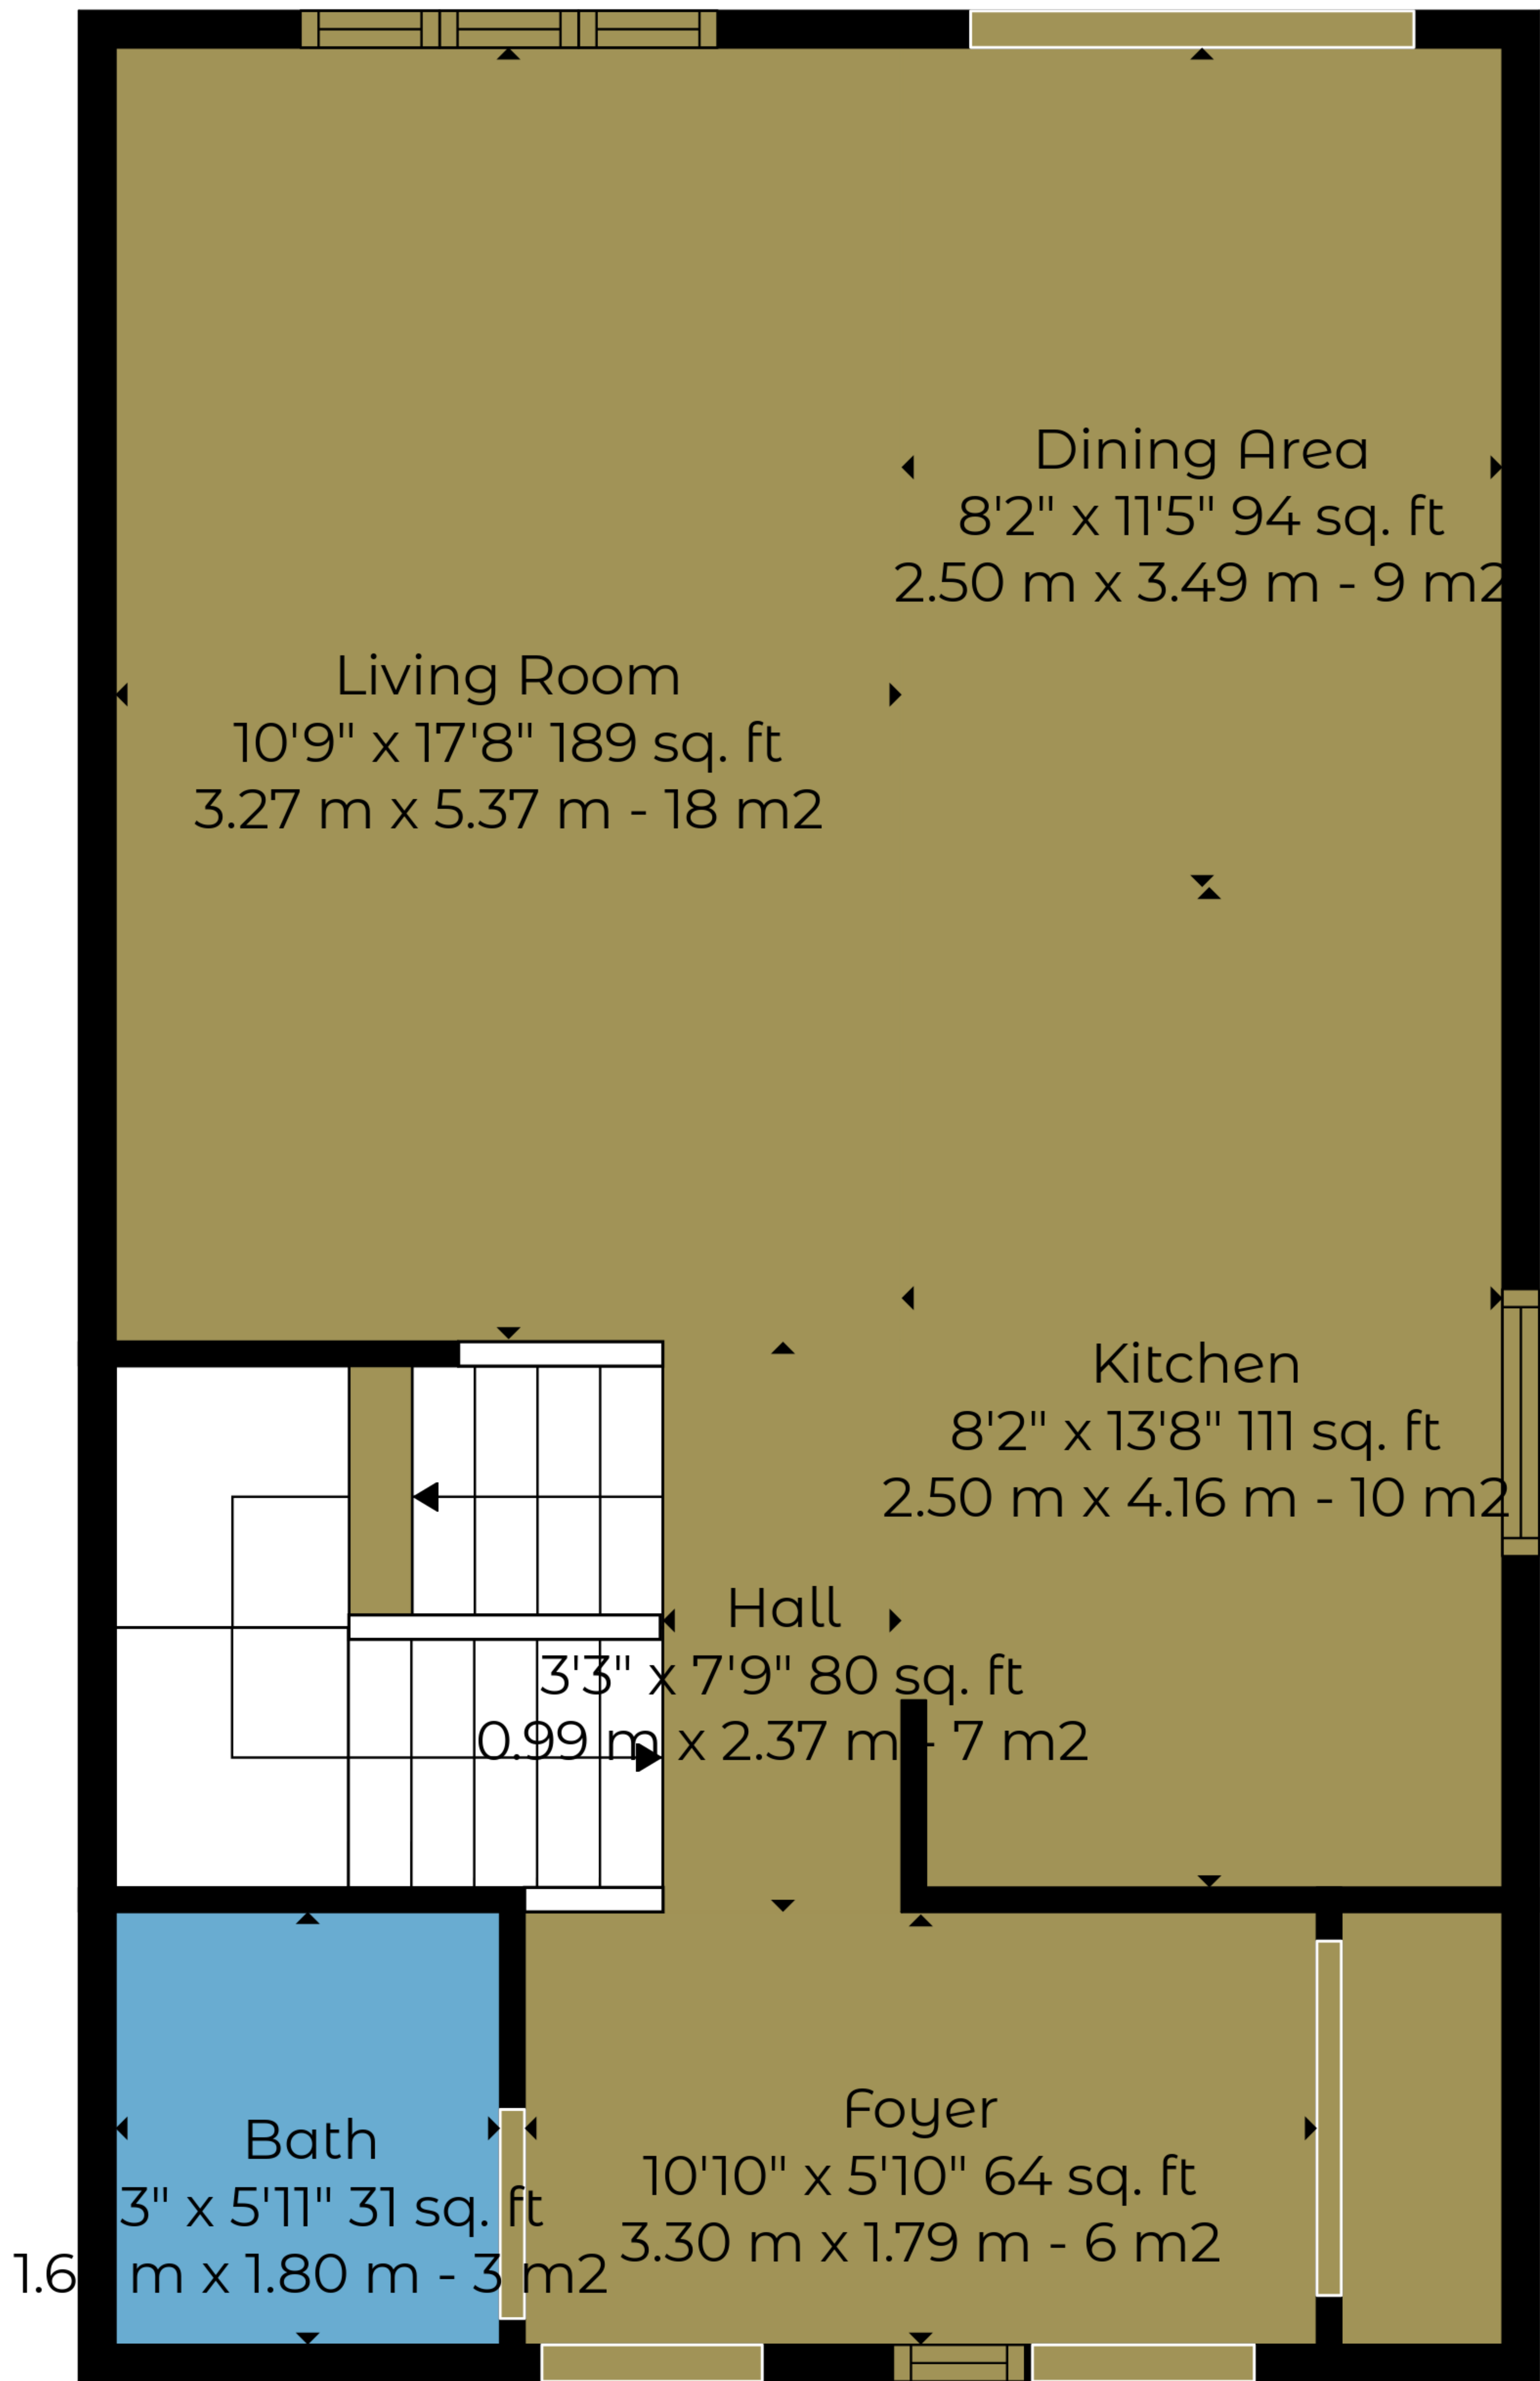 Dining Area
8'2" x 11'5" 94 sq. ft
2.50 m x 3.49 m - 9 m2
Living Room
10'9" x 17'8" 189 sq. ft
3.27 m x 5.37 m - 18 m2
Kitchen
8'2" x 13'8" 111 sq. ft
2.50 m x 4.16 m - 10 m2
Hall
3'3" x 7'9" 80 sq. ft
0.99 m x 2.37 m - 7 m2
Bath
3" x 5'11" 31 sq. ft
1.6 m x 1.80 m - 3 m2
Foyer
10'10" x 5'10" 64 sq. ft
3.30 m x 1.79 m - 6 m2